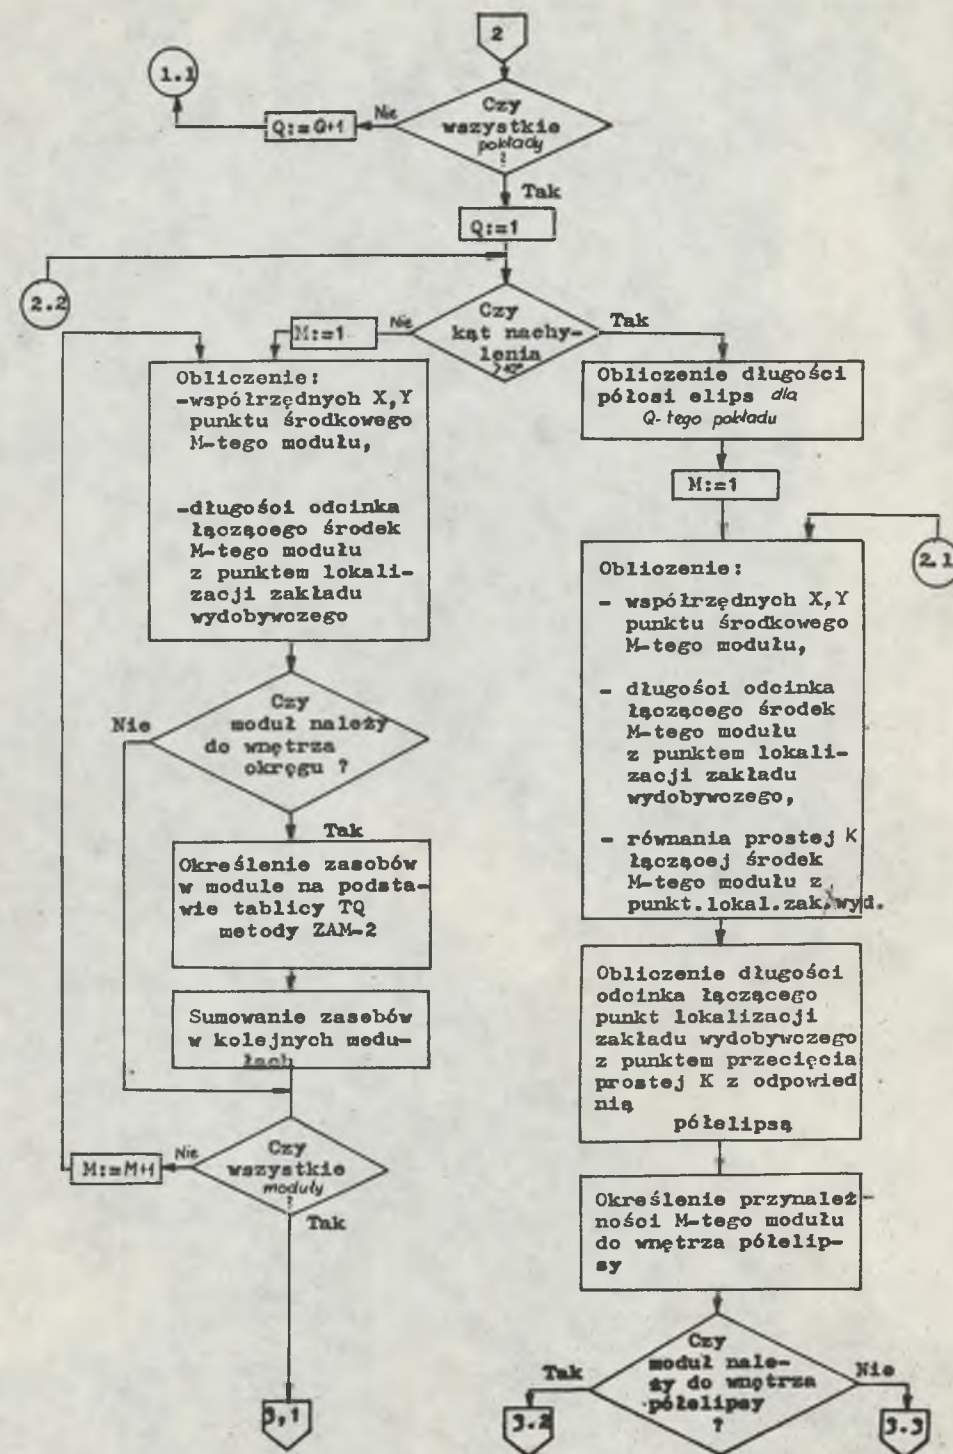 2
1.1
Q:=Q+1
Nie
Czy
wszystkie
pokłady
?
Tak
Q:=1
2.2
M:=1
Nie
Czy
kąt nachy-
lenia
Tak
Obliczenie:
-współrzędnych X,Y
punktu środkowego
M-tego modułu,
-długości odcinka
łączącego środek
M-tego modułu
z punktem lokali-
zacji zakładu
wydobywczego
Nie
Czy
moduł należy
do wnętrza
okręgu ?
Tak
Określenie zasobów
w module na podsta-
wie tablicy TQ
metody ZAM-2
Sumowanie zasobów
w kolejnych modu-
łach
M:=M+1
Nie
Czy
wszystkie
moduły
?
Tak
3,1
Obliczenie długości
półosi elips dla
Q-tego pokładu
M:=1
2.1
Obliczenie:
- współrzędnych X,Y
punktu środkowego
M-tego modułu,
- długości odcinka
łączącego środek
M-tego modułu
z punktem lokali-
zacji zakładu
wydobywczego,
- równania prostej K
łączącej środek
M-tego modułu z
punkt.lokal.zak.wyd.
Obliczenie długości
odcinka łączącego
punkt lokalizacji
zakładu wydobywczego
z punktem przecięcia
prostej K z odpowied
nią
półelipsą
Określenie przynależ-
ności M-tego modułu
do wnętrza półelip-
sy
Tak
Czy
moduł nale-
ży do wnętrza
półelipsy
?
Nie
3.2
3.3